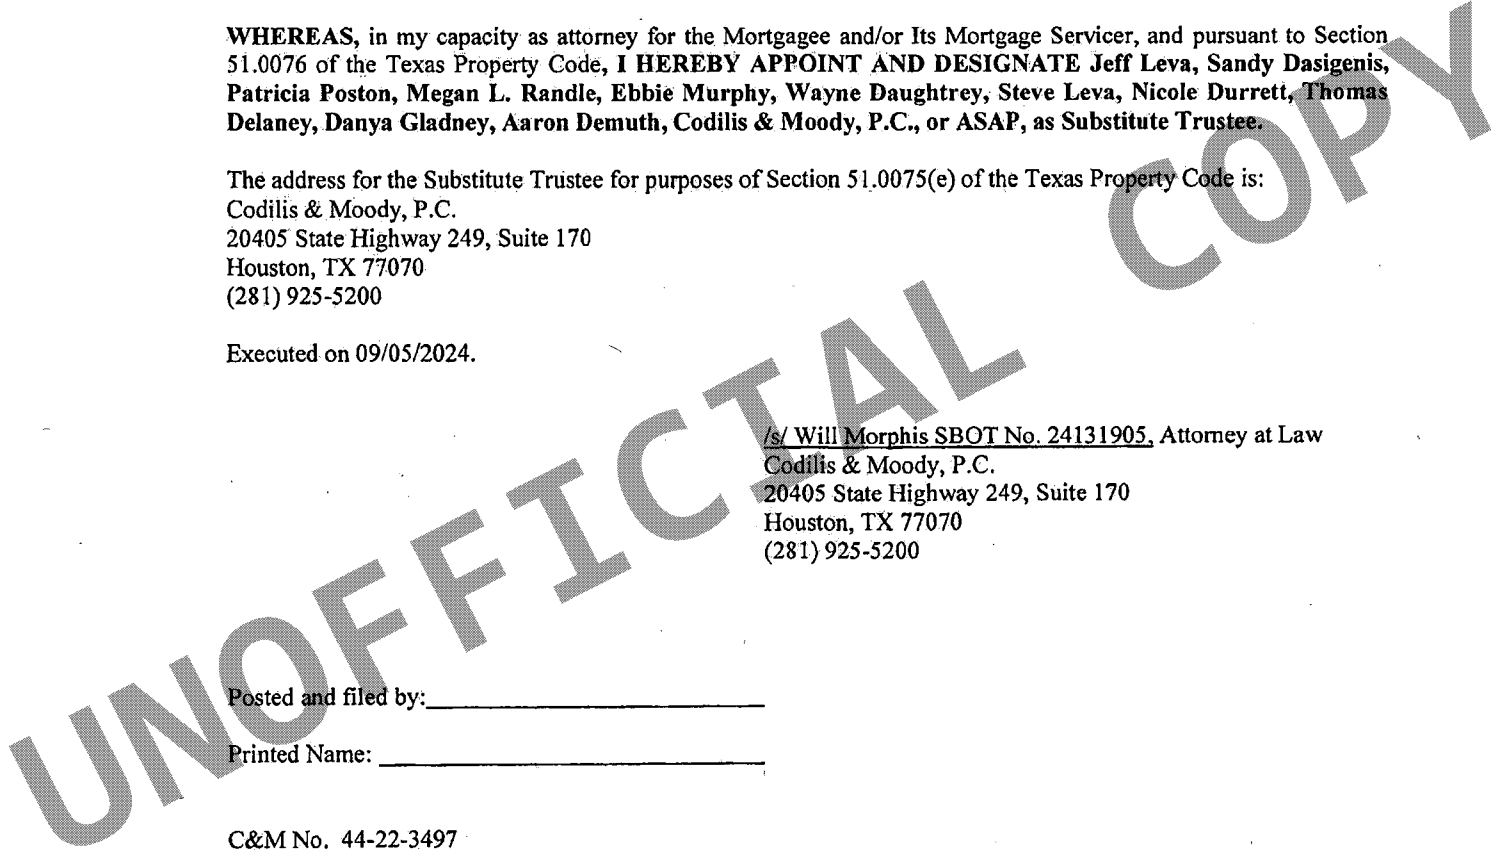 WHEREAS, in my capacity as attorney for the Mortgagee and/or Its Mortgage Servicer, and pursuant to Section
51.0076 of the Texas Property Code, I HEREBY APPOINT AND DESIGNATE Jeff Leva, Sandy Dasigenis,
Patricia Poston, Megan L. Randle, Ebbie Murphy, Wayne Daughtrey, Steve Leva, Nicole Durrett, Thomas
Delaney, Danya Gladney, Aaron Demuth, Codilis & Moody, P.C., or ASAP, as Substitute Trustee.
The address for the Substitute Trustee for purposes of Section 51.0075(e) of the Texas Property Code is:
Codilis & Moody, P.C.
20405 State Highway 249, Suite 170
Houston, TX 77070
(281) 925-5200
Executed on 09/05/2024.
/s/ Will Morphis SBOT No. 24131905, Attorney at Law
Codilis & Moody, P.C.
20405 State Highway 249, Suite 170
Houston, TX 77070
(281) 925-5200
Posted and filed by:
Printed Name:
C&M No. 44-22-3497
UNOFFICIAL COPY